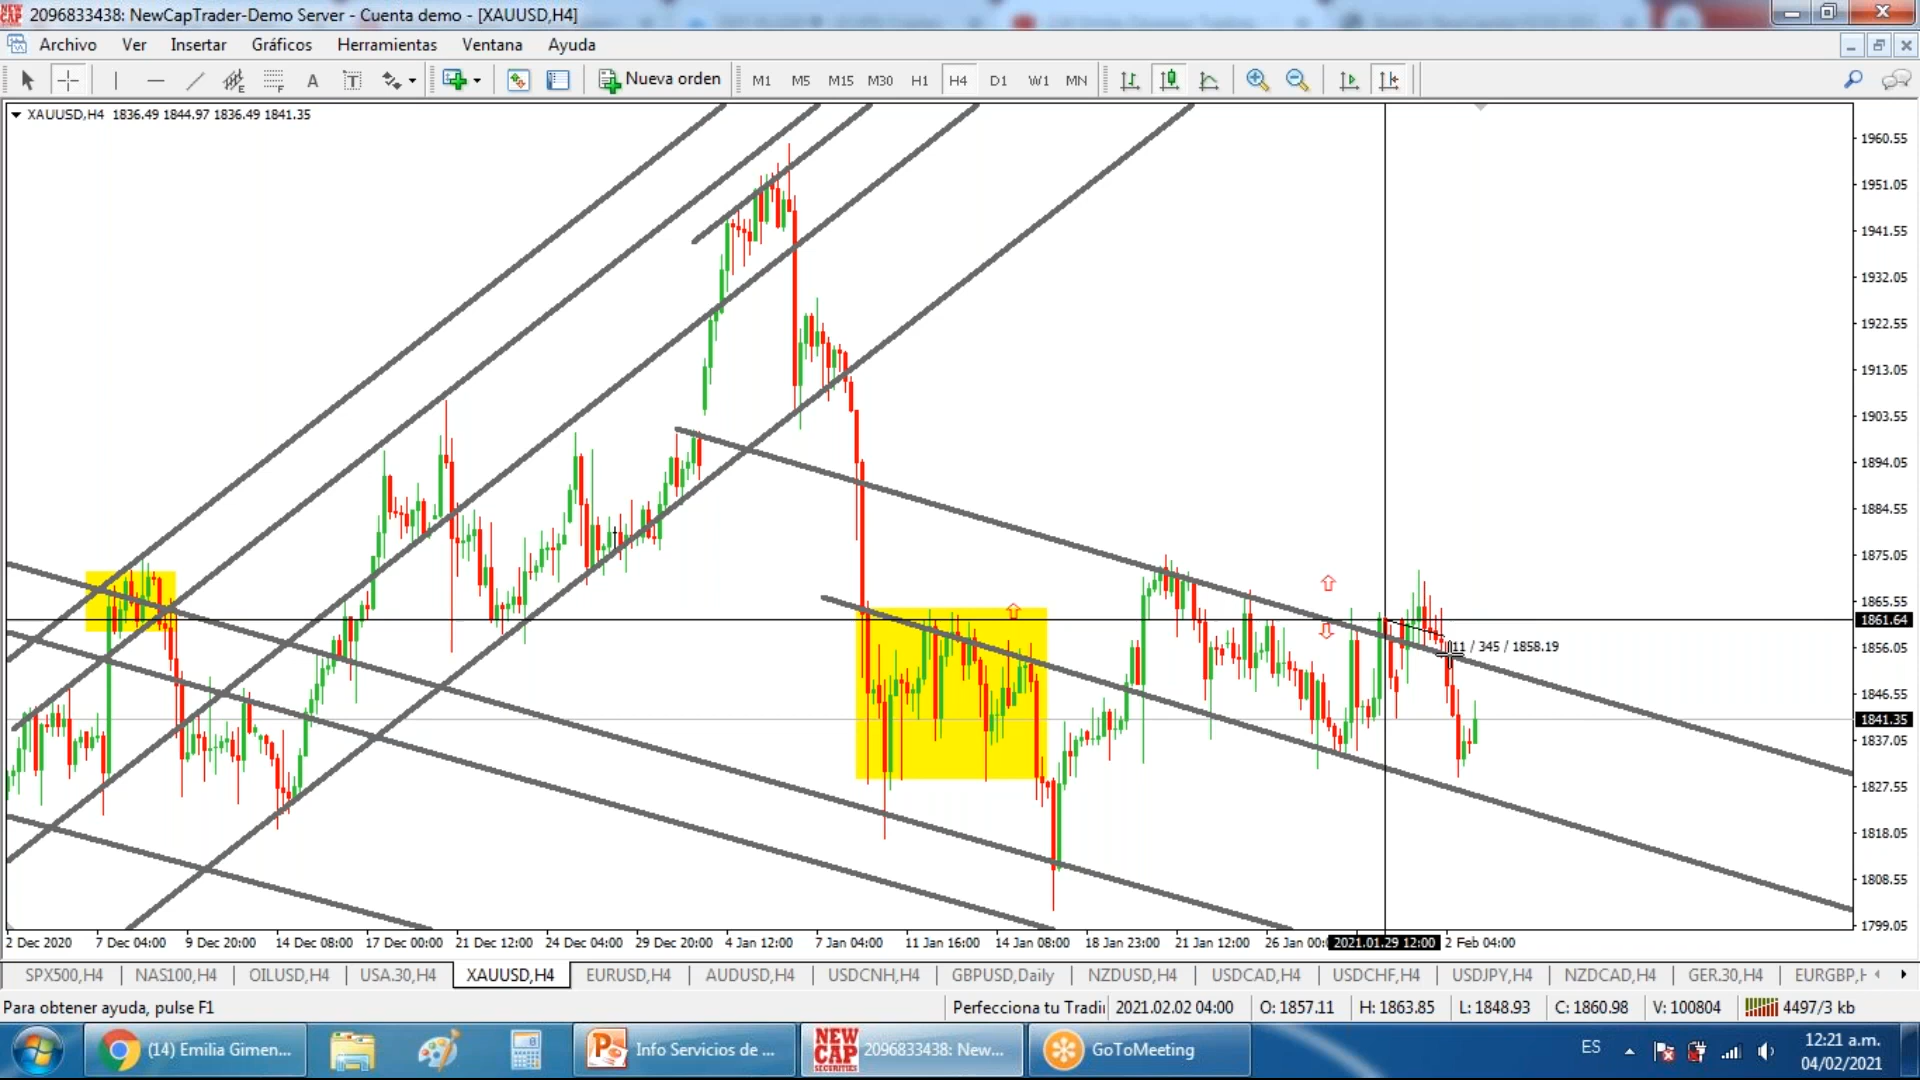 2096833438: NewCapTrader-Demo Server - Cuenta demo - [XAUUSD,H4]
Archivo Ver Insertar Gráficos Herramientas Ventana Ayuda
Nueva orden M1 M5 M15 M30 H1 H4 D1 W1 MN
XAUUSD,H4 1836.49 1844.97 1836.49 1841.35
1960.55
1951.05
1941.55
1932.05
1922.55
1913.05
1903.55
1894.05
1884.55
1875.05
1865.55
1861.64
1856.05
11 / 345 / 1858.19
1846.55
1841.35
1837.05
1827.55
1818.05
1808.55
1799.05
2 Dec 2020 7 Dec 04:00 9 Dec 20:00 14 Dec 08:00 17 Dec 00:00 21 Dec 12:00 24 Dec 04:00 29 Dec 20:00 4 Jan 12:00 7 Jan 04:00 11 Jan 16:00 14 Jan 08:00 18 Jan 23:00 21 Jan 12:00 26 Jan 00: 2021.01.29 12:00 2 Feb 04:00
SPX500,H4 NAS100,H4 OILUSD,H4 USA.30,H4 XAUUSD,H4 EURUSD,H4 AUDUSD,H4 USDCNH,H4 GBPUSD,Daily NZDUSD,H4 USDCAD,H4 USDCHF,H4 USDJPY,H4 NZDCAD,H4 GER.30,H4 EURGBP,H
Para obtener ayuda, pulse F1 Perfecciona tu Tradii 2021.02.02 04:00 O: 1857.11 H: 1863.85 L: 1848.93 C: 1860.98 V: 100804 4497/3 kb
(14) Emilia Gimen... Info Servicios de ... NEW CAP SECURITIES 2096833438: New... GoToMeeting ES 12:21 a.m.
04/02/2021